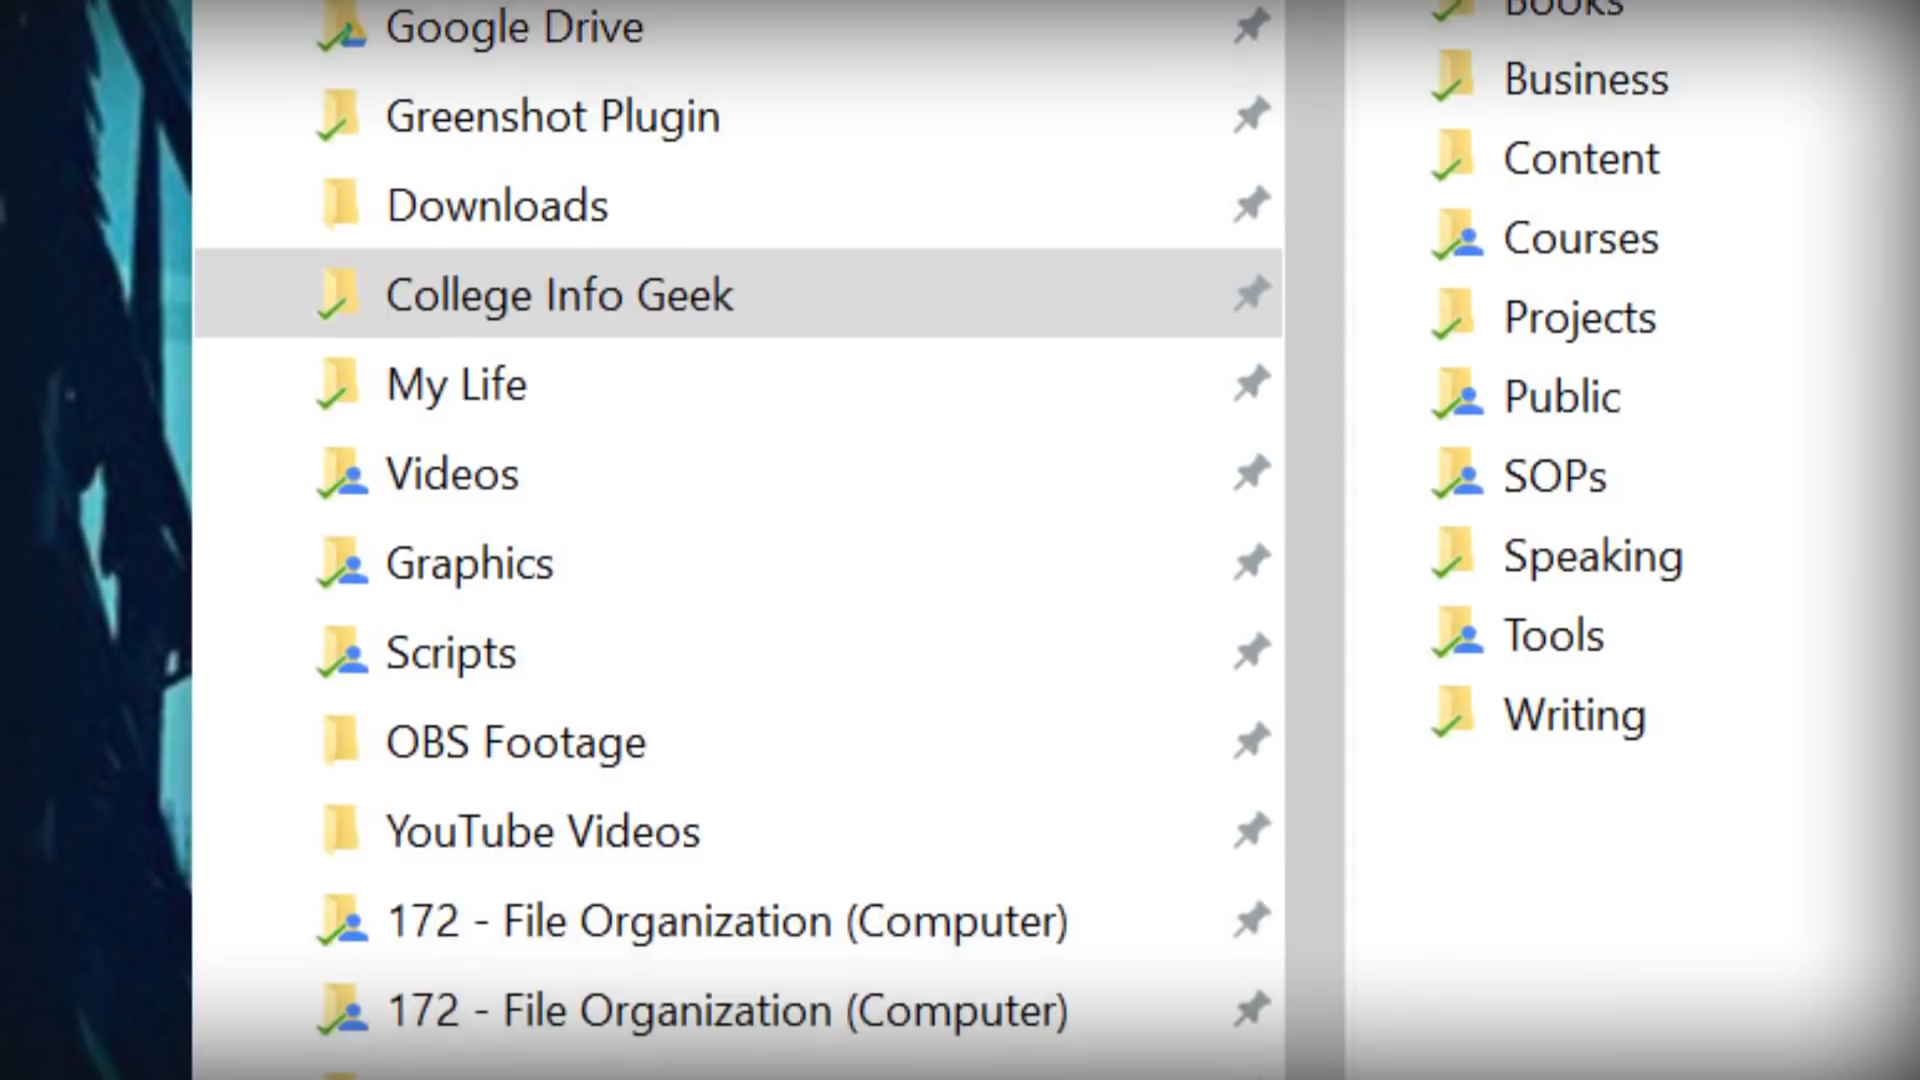 Google Drive
Greenshot Plugin
Downloads
College Info Geek
My Life
Videos
Graphics
Scripts
OBS Footage
YouTube Videos
172 - File Organization (Computer)
172 - File Organization (Computer)
Books
Business
Content
Courses
Projects
Public
SOPs
Speaking
Tools
Writing